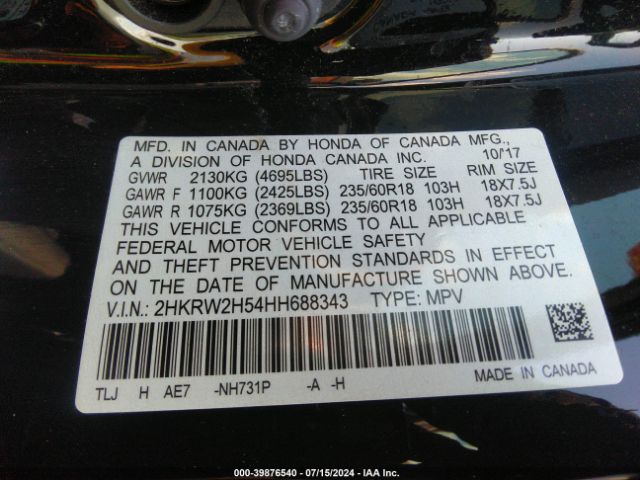 MFD. IN CANADA BY HONDA OF CANADA MFG.,
A DIVISION OF HONDA CANADA INC. 10/17
GVWR 2130KG (4695LBS) TIRE SIZE RIM SIZE
GAWR F 1100KG (2425LBS) 235/60R18 103H 18X7.5J
GAWR R 1075KG (2369LBS) 235/60R18 103H 18X7.5J
THIS VEHICLE CONFORMS TO ALL APPLICABLE
FEDERAL MOTOR VEHICLE SAFETY
AND THEFT PREVENTION STANDARDS IN EFFECT
ON THE DATE OF MANUFACTURE SHOWN ABOVE.
V.I.N.: 2HKRW2H54HH688343 TYPE: MPV
TLJ H AE7 -NH731P -A -H MADE IN CANADA
000-39876540 - 07/15/2024 - IAA Inc.